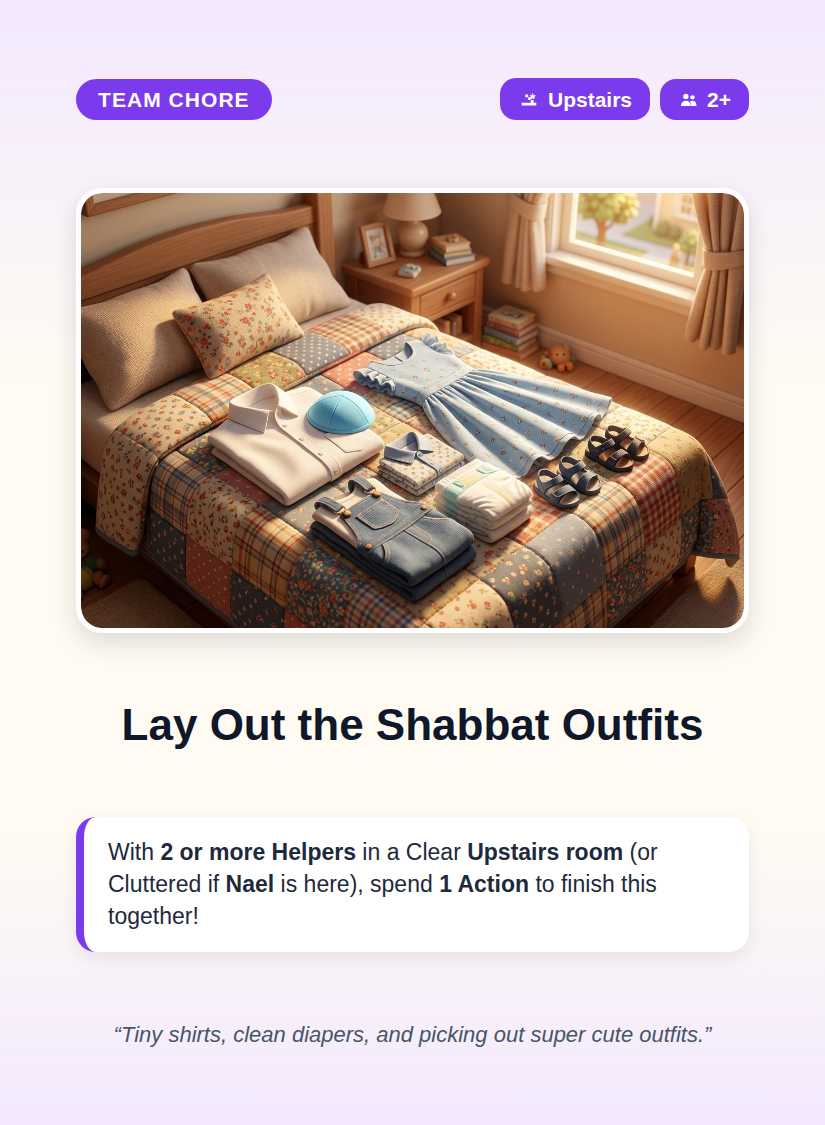 TEAM CHORE
Upstairs
2+
Lay Out the Shabbat Outfits
With 2 or more Helpers in a Clear Upstairs room (or
Cluttered if Nael is here), spend 1 Action to finish this
together!
“Tiny shirts, clean diapers, and picking out super cute outfits.”